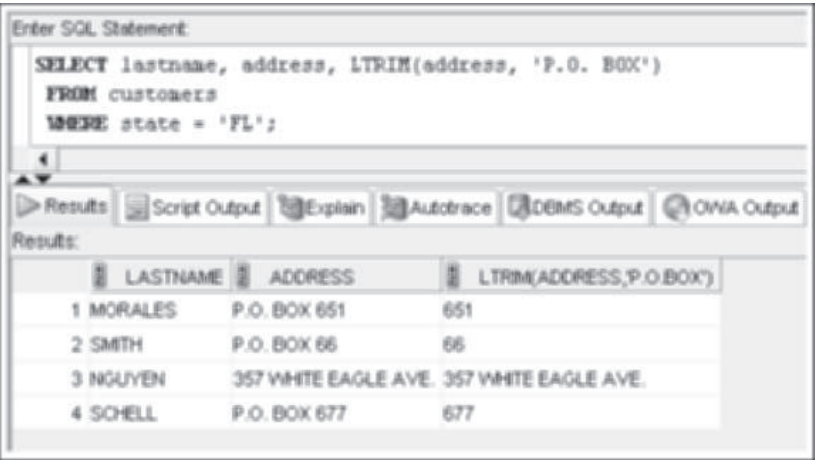 Enter SQL Statement:
SELECT lastname, address, LTRIM(address, 'P.O. BOX')
FROM customers
WHERE state = 'FL';
Results Script Output Explain Autotrace DBMS Output OWA Output
Results:
LASTNAME ADDRESS LTRIM(ADDRESS,'P.O.BOX')
1 MORALES P.O. BOX 651 651
2 SMITH P.O. BOX 66 66
3 NGUYEN 357 WHITE EAGLE AVE. 357 WHITE EAGLE AVE.
4 SCHELL P.O. BOX 677 677